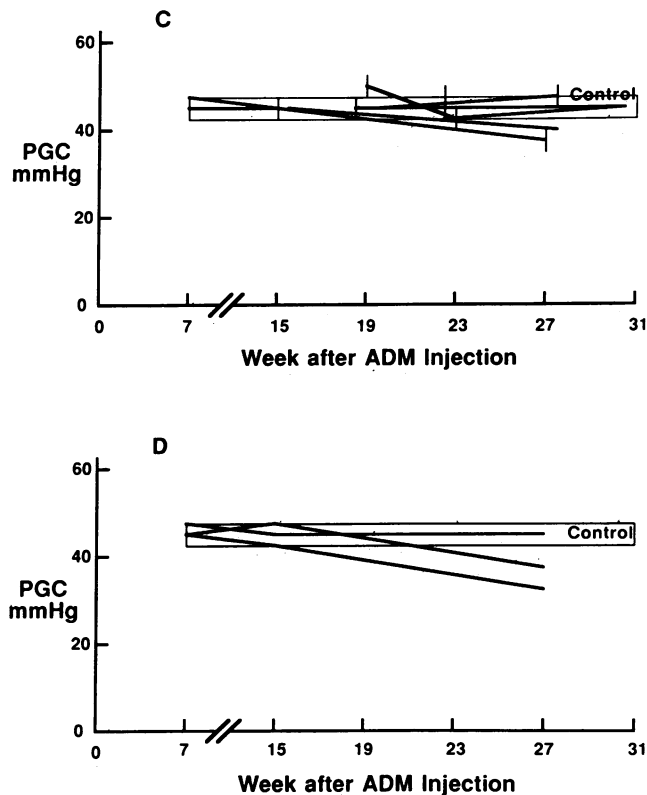 C
60
40
PGC
mmHg
20
0
Control
0 7 15 19 23 27 31
Week after ADM Injection
D
60
40
PGC
mmHg
20
0
Control
0 7 15 19 23 27 31
Week after ADM Injection